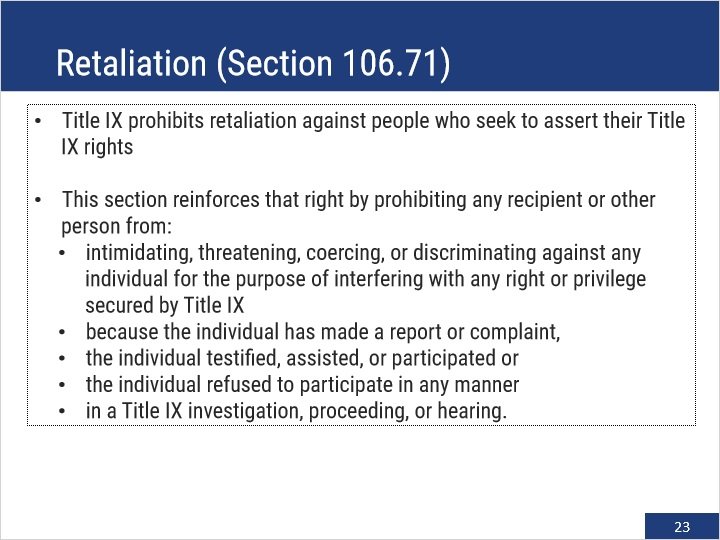 Retaliation (Section 106.71)
• Title IX prohibits retaliation against people who seek to assert their Title
IX rights
• This section reinforces that right by prohibiting any recipient or other
person from:
• intimidating, threatening, coercing, or discriminating against any
individual for the purpose of interfering with any right or privilege
secured by Title IX
• because the individual has made a report or complaint,
• the individual testified, assisted, or participated or
• the individual refused to participate in any manner
• in a Title IX investigation, proceeding, or hearing.
23